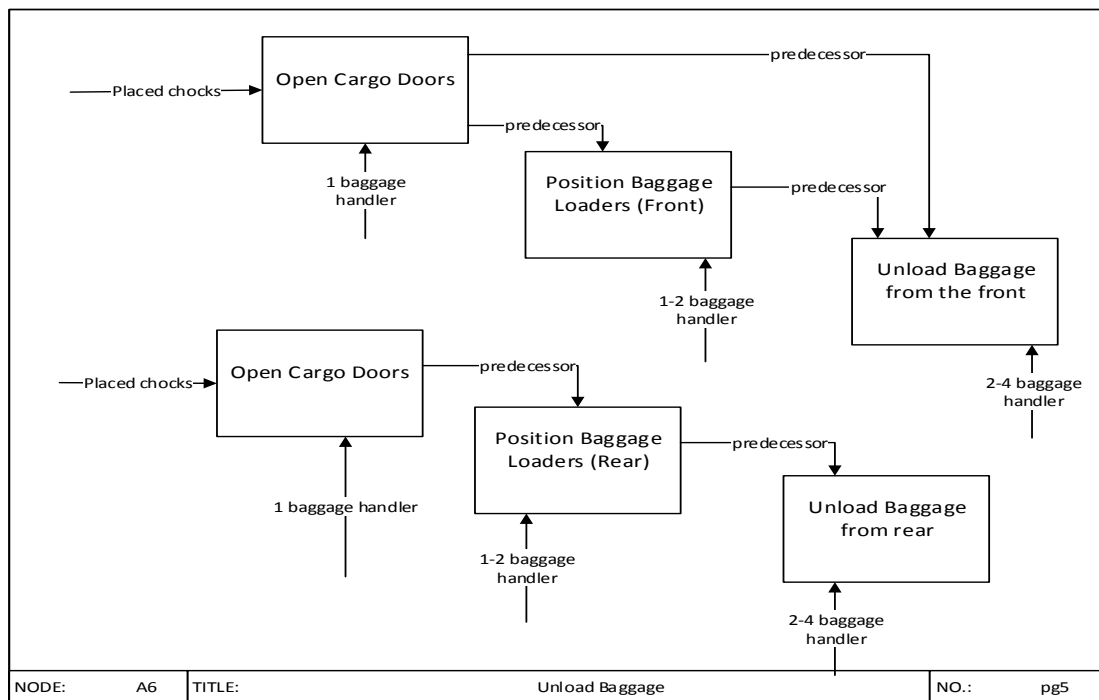 predecessor
Open Cargo Doors
Placed chocks
predecessor
1 baggage
handler
Position Baggage
Loaders (Front)
predecessor
Unload Baggage
from the front
1-2 baggage
handler
Open Cargo Doors
predecessor
Placed chocks
2-4 baggage
handler
Position Baggage
Loaders (Rear)
predecessor
1 baggage handler
Unload Baggage
from rear
1-2 baggage
handler
2-4 baggage
handler
NODE: A6 TITLE: Unload Baggage NO.: pg5